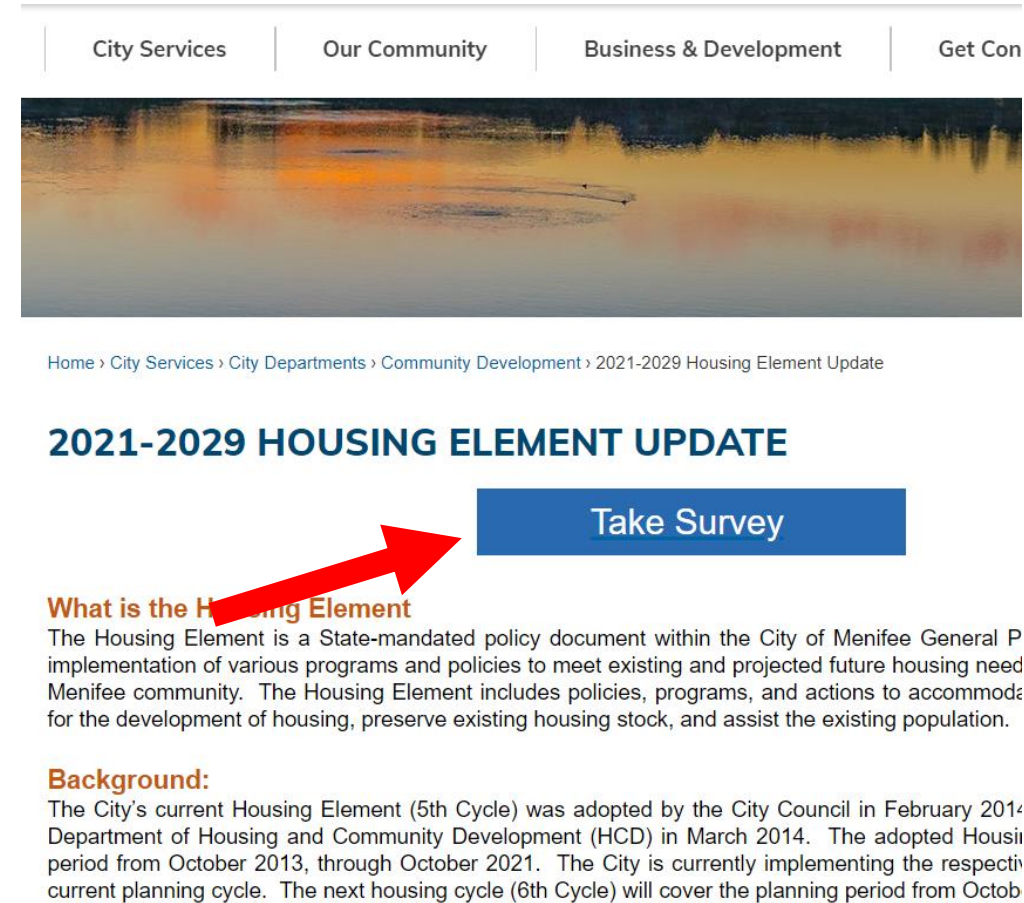 City Services Our Community Business & Development Get Con
Home › City Services › City Departments › Community Development › 2021-2029 Housing Element Update
2021-2029 HOUSING ELEMENT UPDATE
Take Survey
What is the H ng Element
The Housing Element is a State-mandated policy document within the City of Menifee General P
implementation of various programs and policies to meet existing and projected future housing need
Menifee community. The Housing Element includes policies, programs, and actions to accommoda
for the development of housing, preserve existing housing stock, and assist the existing population.
Background:
The City's current Housing Element (5th Cycle) was adopted by the City Council in February 2014
Department of Housing and Community Development (HCD) in March 2014. The adopted Housi
period from October 2013, through October 2021. The City is currently implementing the respectiv
current planning cycle. The next housing cycle (6th Cycle) will cover the planning period from Octob